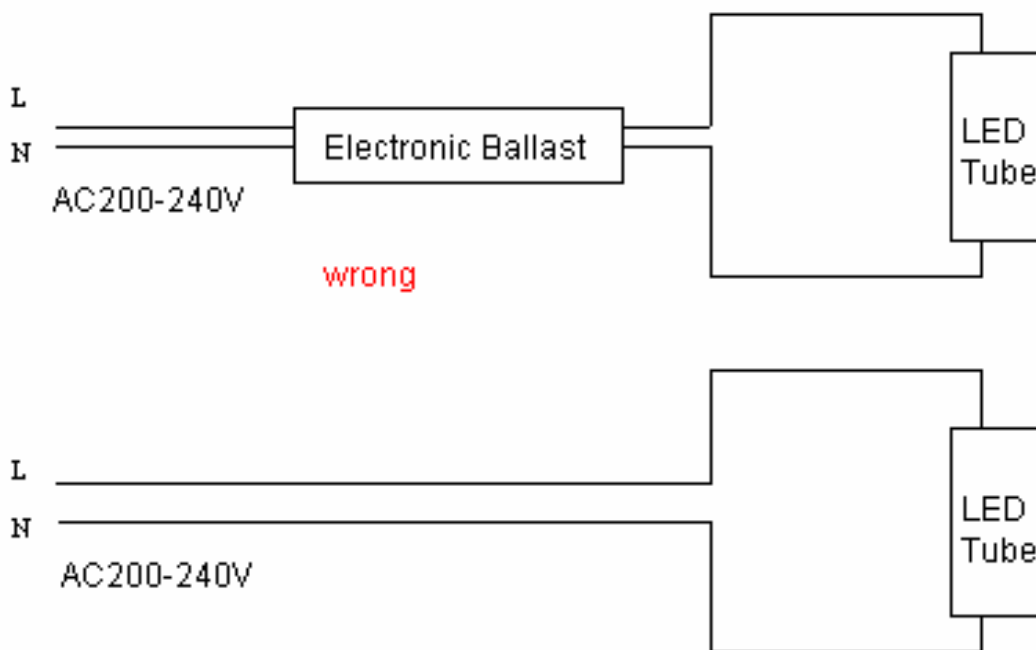 L
N
Electronic Ballast
LED
Tube
AC200-240V
wrong
L
N
LED
Tube
AC200-240V